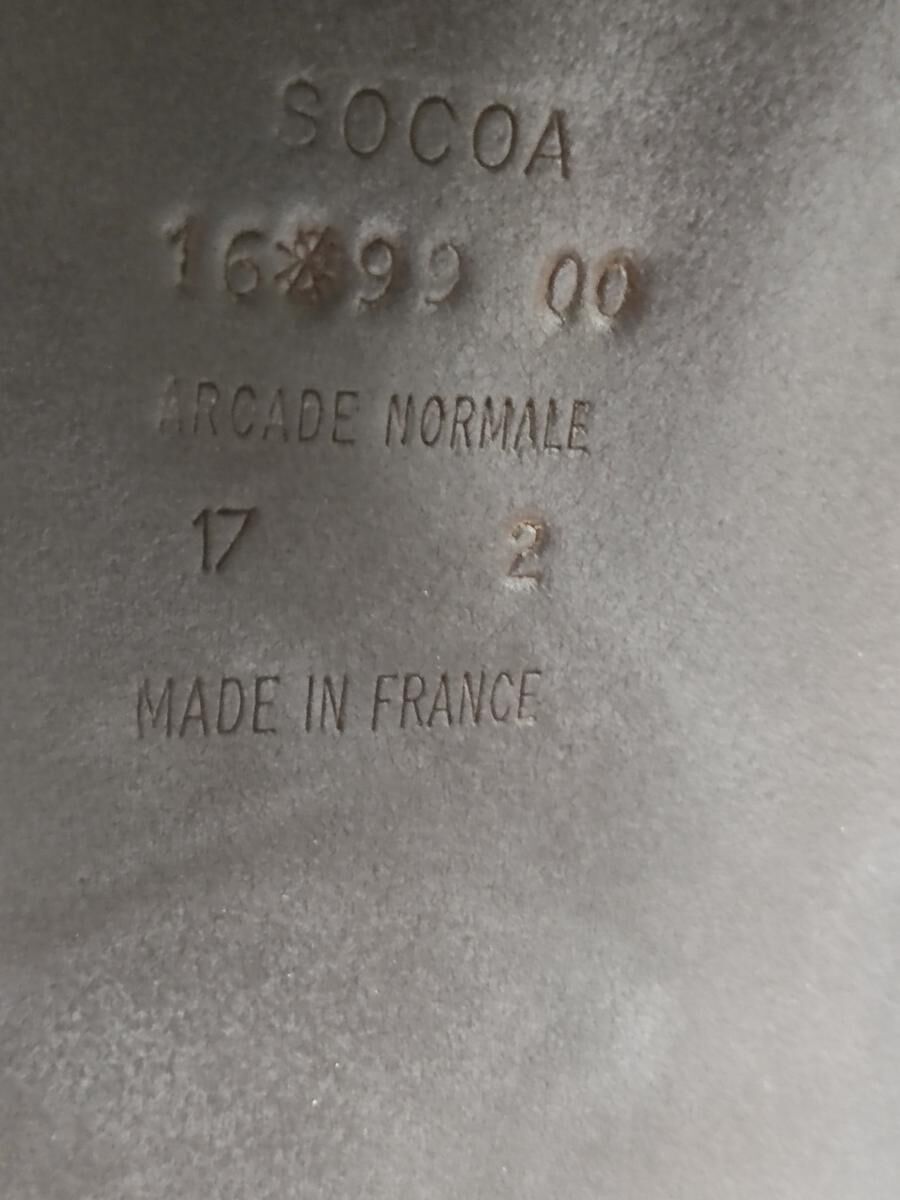 SOCOA
16*99 00
ARCADE NORMALE
17 2
MADE IN FRANCE